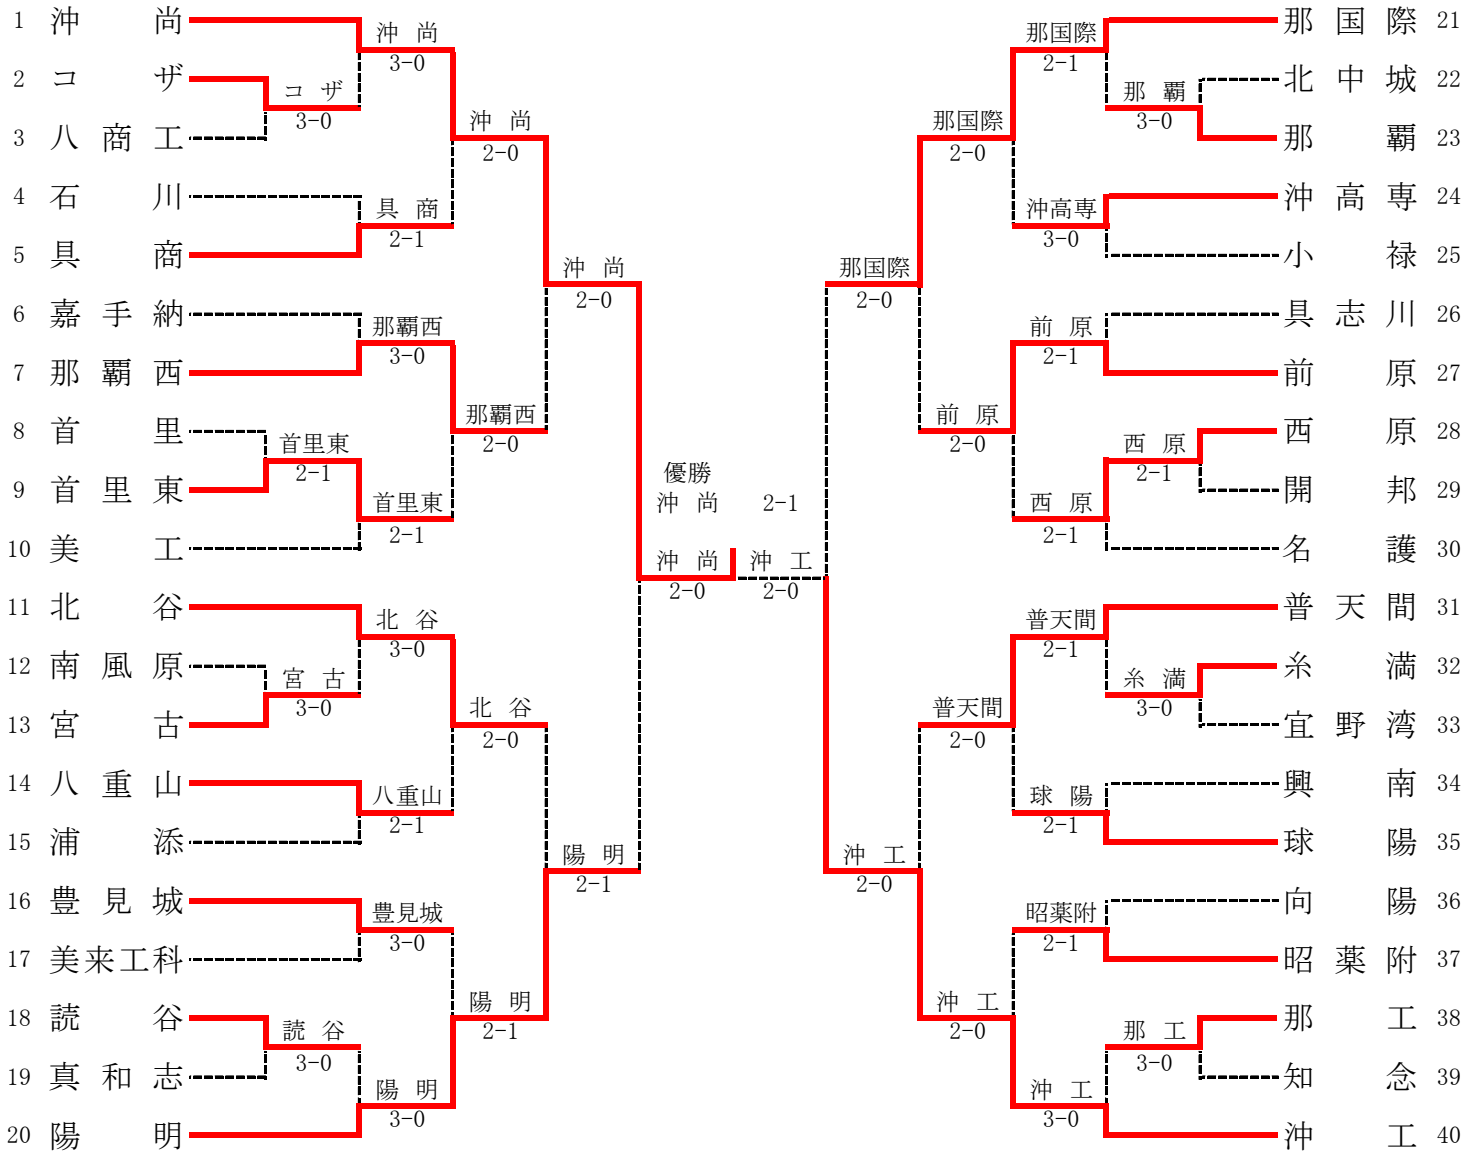 1 沖尚
2 コザ
3 八商工
4 石川
5 具商
6 嘉手納
7 那覇西
8 首里
9 首里東
10 美工
11 北谷
12 南風原
13 宮古
14 八重山
15 浦添
16 豊見城
17 美来工科
18 読谷
19 真和志
20 陽明
コザ
3-0
首里東
2-1
宮古
3-0
読谷
3-0
沖尚
3-0
具商
2-1
那覇西
3-0
首里東
2-1
北谷
3-0
八重山
2-1
豊見城
3-0
陽明
3-0
沖尚
2-0
那覇西
2-0
北谷
2-0
陽明
2-1
沖尚
2-0
陽明
2-1
優勝
沖尚 2-1
沖尚
2-0
沖工
2-0
那国際
2-0
沖工
2-0
那国際
2-0
前原
2-0
普天間
2-0
沖工
2-0
那国際
2-1
沖高専
3-0
前原
2-1
西原
2-1
普天間
2-1
球陽
2-1
昭薬附
2-1
沖工
3-0
那覇
3-0
西原
2-1
糸満
3-0
那工
3-0
那国際 21
北中城 22
那覇 23
沖高専 24
小禄 25
具志川 26
前原 27
西原 28
開邦 29
名護 30
普天間 31
糸満 32
宜野湾 33
興南 34
球陽 35
向陽 36
昭薬附 37
那工 38
知念 39
沖工 40